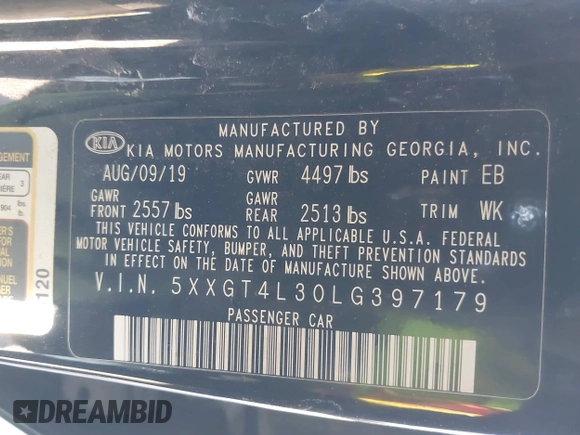 MANUFACTURED BY
KIA
KIA MOTORS MANUFACTURING GEORGIA, INC.
AUG/09/19 GVWR 4497 lbs PAINT EB
GAWR FRONT 2557 lbs GAWR REAR 2513 lbs TRIM WK
THIS VEHICLE CONFORMS TO ALL APPLICABLE U.S.A. FEDERAL
MOTOR VEHICLE SAFETY, BUMPER, AND THEFT PREVENTION STANDARDS
IN EFFECT ON THE DATE OF MANUFACTURE SHOWN ABOVE.
V.I.N. 5XXGT4L30LG397179
PASSENGER CAR
120
DREAMBID